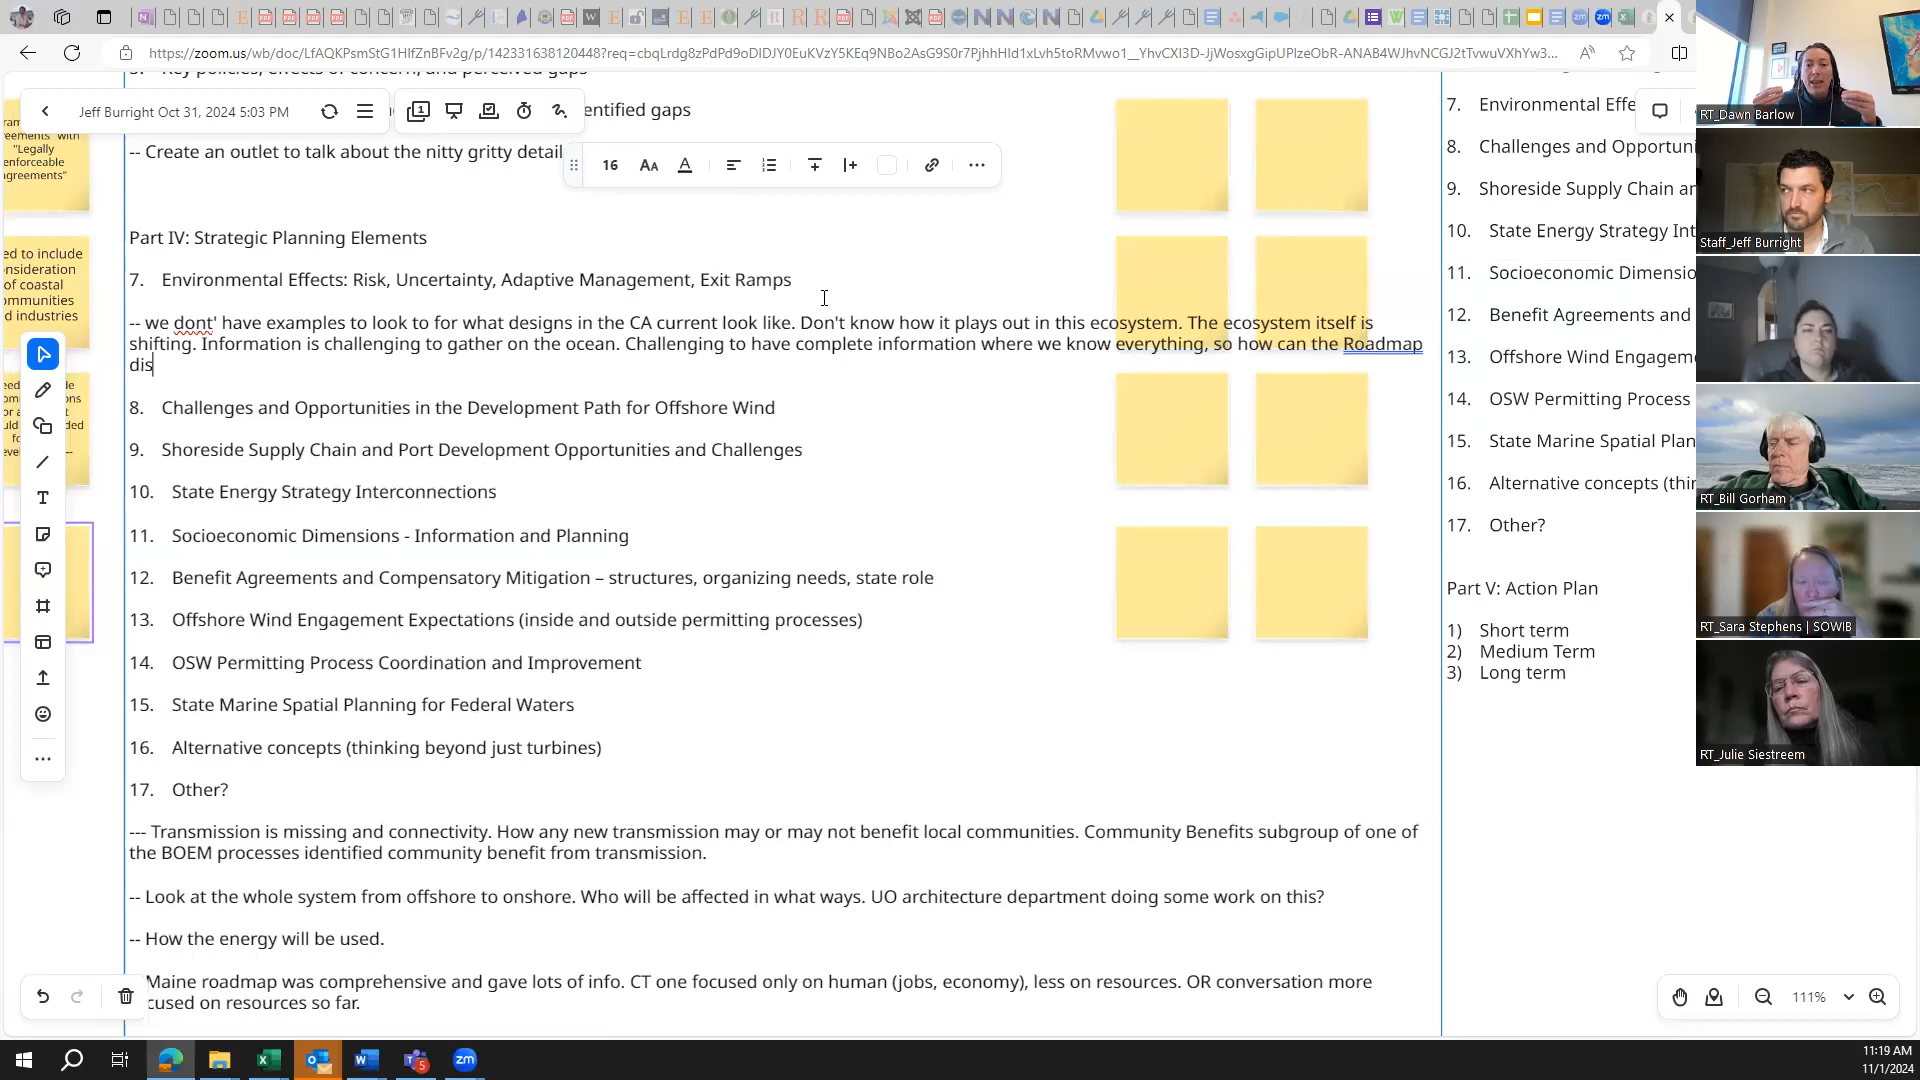 https://zoom.us/wb/doc/LfAQKPsmStG1HIfZnBFv2g/p/142331638120448?req=cbqLrdg8zPdPd9oDIDJY0EuKVzY5KEq9NBo2AsG9S0r7PjhhHld1xLvh5toRMvwo1__YhvCXI3D-JjWosxgGipUPlzeObR-ANAB4WJhvNCGJ2tTvwuVXhYw3...
Key policies, effects of concern, and perceived gaps
Jeff Burright Oct 31, 2024 5:03 PM
entified gaps
-- Create an outlet to talk about the nitty gritty detail
16
with
"Legally
enforceable
agreements"
ed to include
nsideration
of coastal
mmunities
d industries
Part IV: Strategic Planning Elements
7. Environmental Effects: Risk, Uncertainty, Adaptive Management, Exit Ramps
-- we dont' have examples to look to for what designs in the CA current look like. Don't know how it plays out in this ecosystem. The ecosystem itself is
shifting. Information is challenging to gather on the ocean. Challenging to have complete information where we know everything, so how can the Roadmap
dis
8. Challenges and Opportunities in the Development Path for Offshore Wind
9. Shoreside Supply Chain and Port Development Opportunities and Challenges
10. State Energy Strategy Interconnections
11. Socioeconomic Dimensions - Information and Planning
12. Benefit Agreements and Compensatory Mitigation – structures, organizing needs, state role
13. Offshore Wind Engagement Expectations (inside and outside permitting processes)
14. OSW Permitting Process Coordination and Improvement
15. State Marine Spatial Planning for Federal Waters
16. Alternative concepts (thinking beyond just turbines)
17. Other?
--- Transmission is missing and connectivity. How any new transmission may or may not benefit local communities. Community Benefits subgroup of one of
the BOEM processes identified community benefit from transmission.
-- Look at the whole system from offshore to onshore. Who will be affected in what ways. UO architecture department doing some work on this?
-- How the energy will be used.
Maine roadmap was comprehensive and gave lots of info. CT one focused only on human (jobs, economy), less on resources. OR conversation more
cused on resources so far.
7. Environmental Effe
8. Challenges and Opportuni
9. Shoreside Supply Chain an
10. State Energy Strategy Int
11. Socioeconomic Dimensio
12. Benefit Agreements and
13. Offshore Wind Engagem
14. OSW Permitting Process
15. State Marine Spatial Plan
16. Alternative concepts (thin
17. Other?
Part V: Action Plan
1) Short term
2) Medium Term
3) Long term
RT_Dawn Barlow
Staff_Jeff Burright
RT_Bill Gorham
RT_Sara Stephens | SOWIB
RT_Julie Siestreem
111%
11:19 AM
11/1/2024